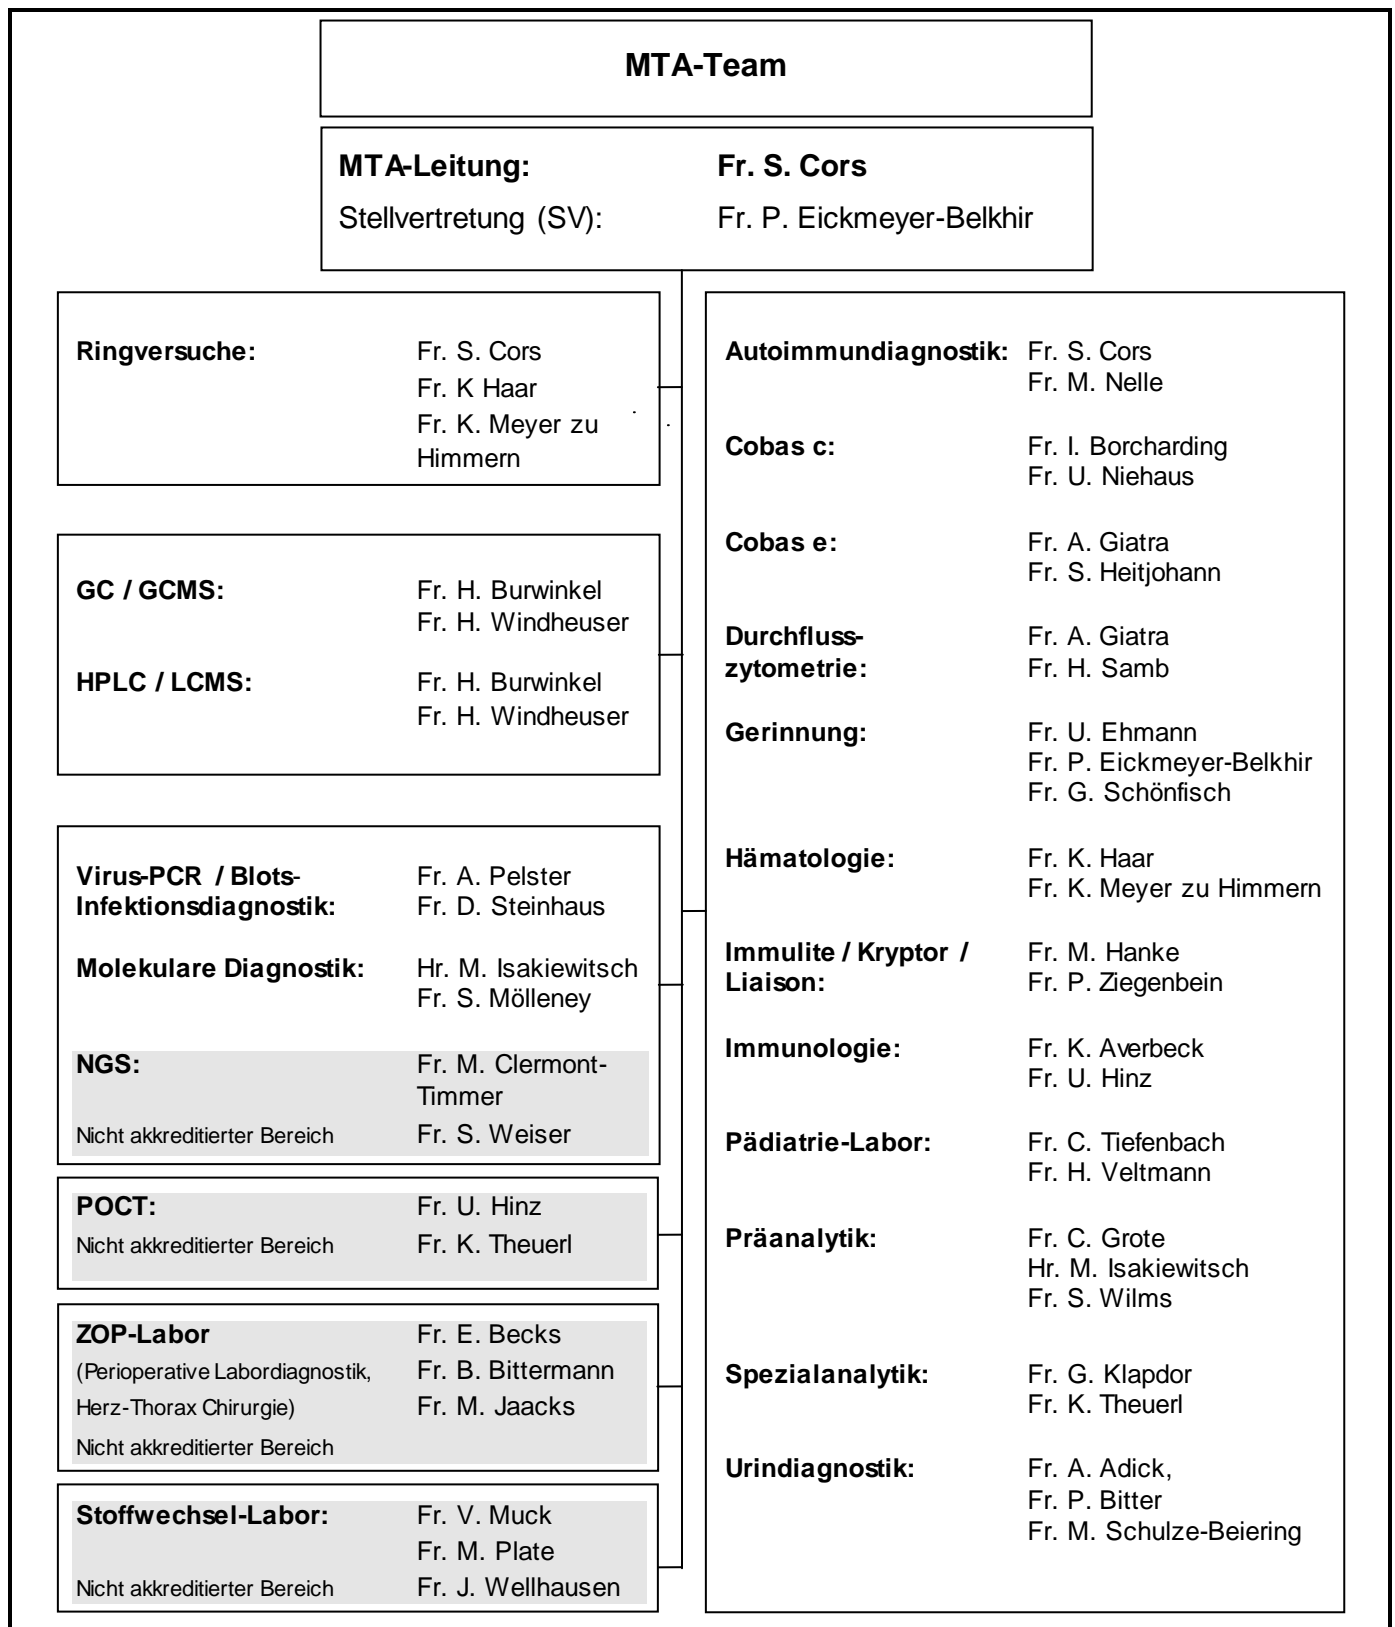 MTA-Team
MTA-Leitung: Fr. S. Cors
Stellvertretung (SV): Fr. P. Eickmeyer-Belkhir
Ringversuche: Fr. S. Cors
Fr. K Haar
Fr. K. Meyer zu
Himmern
GC / GCMS: Fr. H. Burwinkel
Fr. H. Windheuser
HPLC / LCMS: Fr. H. Burwinkel
Fr. H. Windheuser
Virus-PCR / Blots- Fr. A. Pelster
Infektionsdiagnostik: Fr. D. Steinhaus
Molekulare Diagnostik: Hr. M. Isakiewitsch
Fr. S. Mölleney
NGS: Fr. M. Clermont-
Timmer
Nicht akkreditierter Bereich Fr. S. Weiser
POCT: Fr. U. Hinz
Nicht akkreditierter Bereich Fr. K. Theuerl
ZOP-Labor Fr. E. Becks
(Perioperative Labordiagnostik, Fr. B. Bittermann
Herz-Thorax Chirurgie) Fr. M. Jaacks
Nicht akkreditierter Bereich
Stoffwechsel-Labor: Fr. V. Muck
Fr. M. Plate
Nicht akkreditierter Bereich Fr. J. Wellhausen
Autoimmundiagnostik: Fr. S. Cors
Fr. M. Nelle
Cobas c: Fr. I. Borcharding
Fr. U. Niehaus
Cobas e: Fr. A. Giatra
Fr. S. Heitjohann
Durchfluss- Fr. A. Giatra
zytometrie: Fr. H. Samb
Gerinnung: Fr. U. Ehmann
Fr. P. Eickmeyer-Belkhir
Fr. G. Schönfisch
Hämatologie: Fr. K. Haar
Fr. K. Meyer zu Himmern
Immulite / Kryptor / Fr. M. Hanke
Liaison: Fr. P. Ziegenbein
Immunologie: Fr. K. Averbeck
Fr. U. Hinz
Pädiatrie-Labor: Fr. C. Tiefenbach
Fr. H. Veltmann
Präanalytik: Fr. C. Grote
Hr. M. Isakiewitsch
Fr. S. Wilms
Spezialanalytik: Fr. G. Klapdor
Fr. K. Theuerl
Urindiagnostik: Fr. A. Adick,
Fr. P. Bitter
Fr. M. Schulze-Beiering